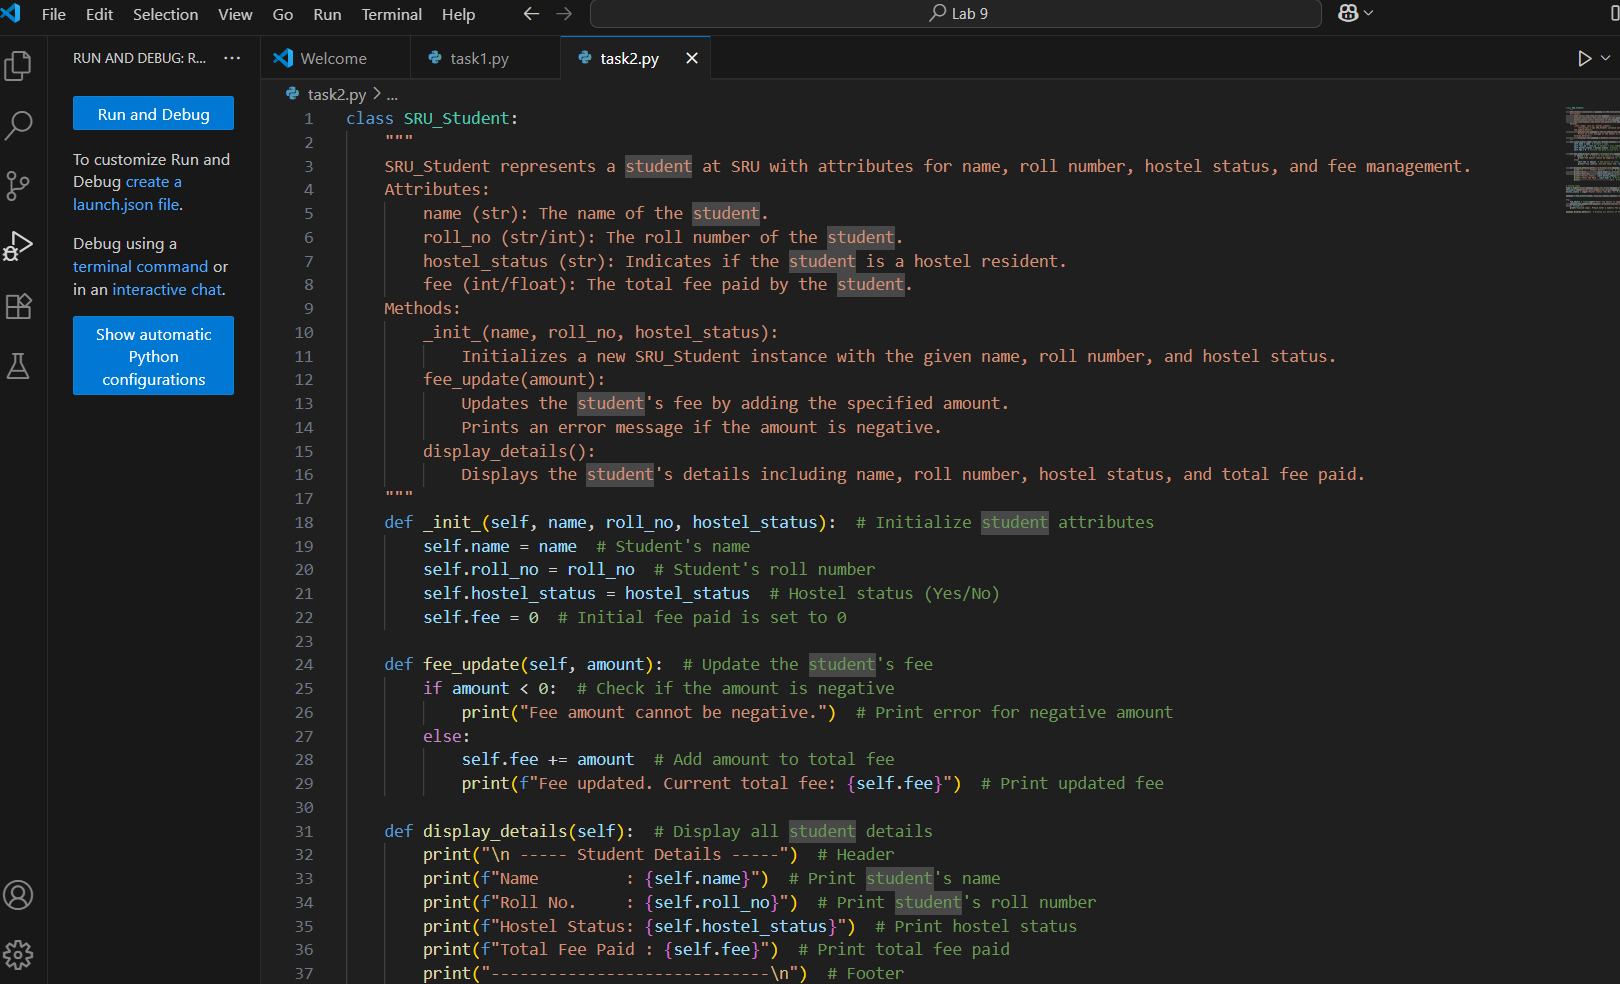 File Edit Selection View Go Run Terminal Help
Lab 9
RUN AND DEBUG: R... ...
Run and Debug
To customize Run and
Debug create a
launch.json file.
Debug using a
terminal command or
in an interactive chat.
Show automatic
Python
configurations
Welcome
task1.py
task2.py
task2.py > ...
1 class SRU_Student:
2     """
3     SRU_Student represents a student at SRU with attributes for name, roll number, hostel status, and fee management.
4     Attributes:
5         name (str): The name of the student.
6         roll_no (str/int): The roll number of the student.
7         hostel_status (str): Indicates if the student is a hostel resident.
8         fee (int/float): The total fee paid by the student.
9     Methods:
10         _init_(name, roll_no, hostel_status):
11             Initializes a new SRU_Student instance with the given name, roll number, and hostel status.
12         fee_update(amount):
13             Updates the student's fee by adding the specified amount.
14             Prints an error message if the amount is negative.
15         display_details():
16             Displays the student's details including name, roll number, hostel status, and total fee paid.
17     """
18     def _init_(self, name, roll_no, hostel_status):  # Initialize student attributes
19         self.name = name  # Student's name
20         self.roll_no = roll_no  # Student's roll number
21         self.hostel_status = hostel_status  # Hostel status (Yes/No)
22         self.fee = 0  # Initial fee paid is set to 0
23
24     def fee_update(self, amount):  # Update the student's fee
25         if amount < 0:  # Check if the amount is negative
26             print("Fee amount cannot be negative.")  # Print error for negative amount
27         else:
28             self.fee += amount  # Add amount to total fee
29             print(f"Fee updated. Current total fee: {self.fee}")  # Print updated fee
30
31     def display_details(self):  # Display all student details
32         print("\n ----- Student Details -----")  # Header
33         print(f"Name         : {self.name}")  # Print student's name
34         print(f"Roll No.     : {self.roll_no}")  # Print student's roll number
35         print(f"Hostel Status: {self.hostel_status}")  # Print hostel status
36         print(f"Total Fee Paid : {self.fee}")  # Print total fee paid
37         print("-----------------------------\n")  # Footer